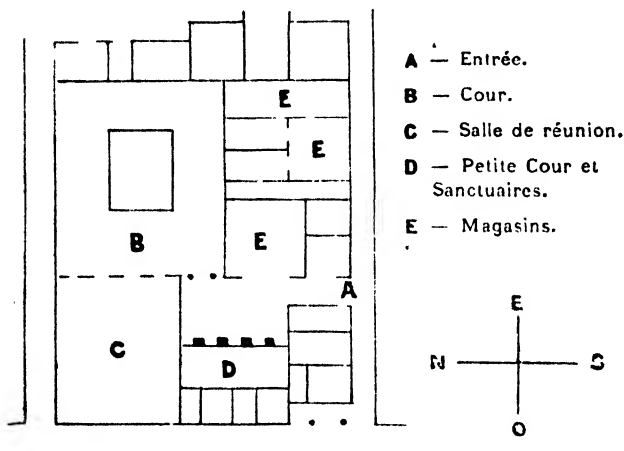 A — Entrée.
B — Cour.
C — Salle de réunion.
D — Petite Cour et
Sanctuaires.
E — Magasins.
E
E
E
B
A
C
D
E
N
S
O